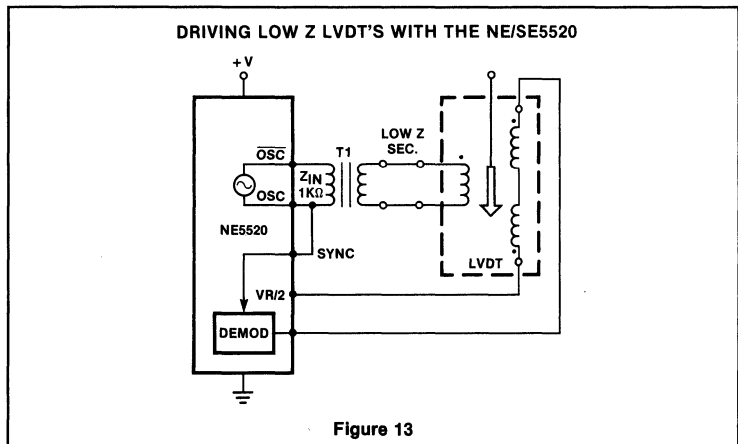 DRIVING LOW Z LVDT'S WITH THE NE/SE5520
+V
OSC
T1
LOW Z
SEC.
ZIN
1KΩ
OSC
NE5520
SYNC
LVDT
VR/2
DEMOD
Figure 13